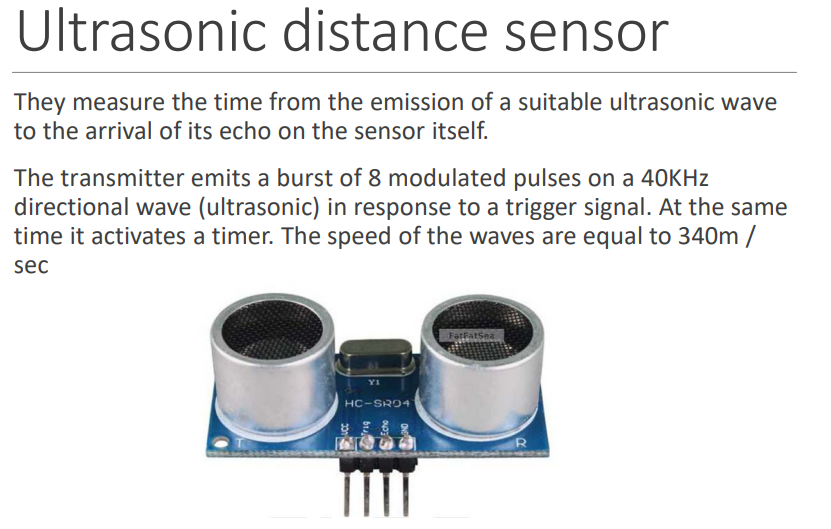 Ultrasonic distance sensor
They measure the time from the emission of a suitable ultrasonic wave
to the arrival of its echo on the sensor itself.
The transmitter emits a burst of 8 modulated pulses on a 40KHz
directional wave (ultrasonic) in response to a trigger signal. At the same
time it activates a timer. The speed of the waves are equal to 340m /
sec
FatFatSea
Y1
HC-SR04
VCC Trig Echo GND
T R